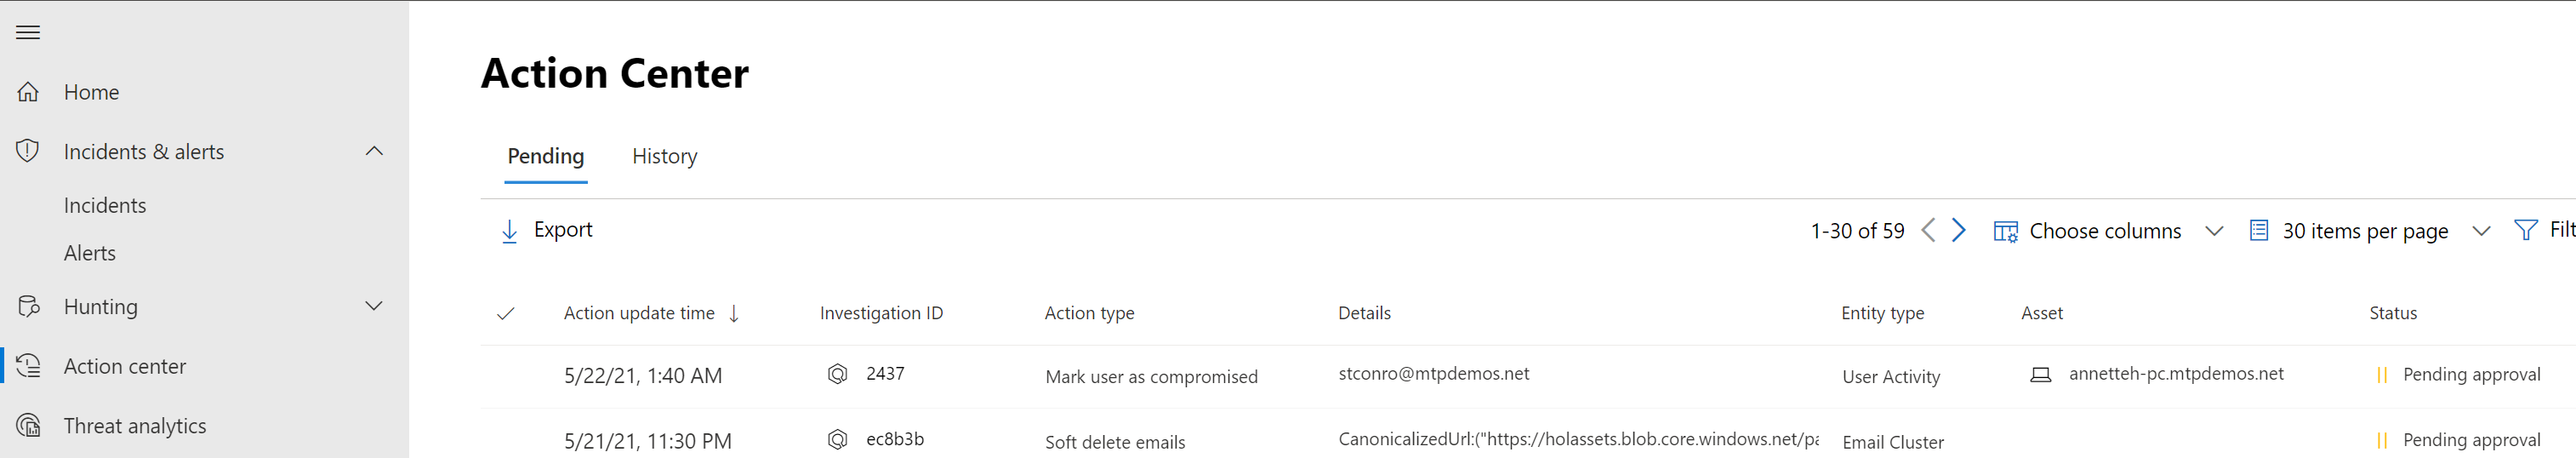 Action Center
Home
Incidents & alerts
Incidents
Alerts
Hunting
Action center
Threat analytics
Pending History
Export 1-30 of 59 Choose columns 30 items per page Filt
Action update time Investigation ID Action type Details Entity type Asset Status
5/22/21, 1:40 AM 2437 Mark user as compromised stconro@mtpdemos.net User Activity annetteh-pc.mtpdemos.net Pending approval
5/21/21, 11:30 PM ec8b3b Soft delete emails CanonicalizedUrl:("https://holassets.blob.core.windows.net/pa Email Cluster Pending approval